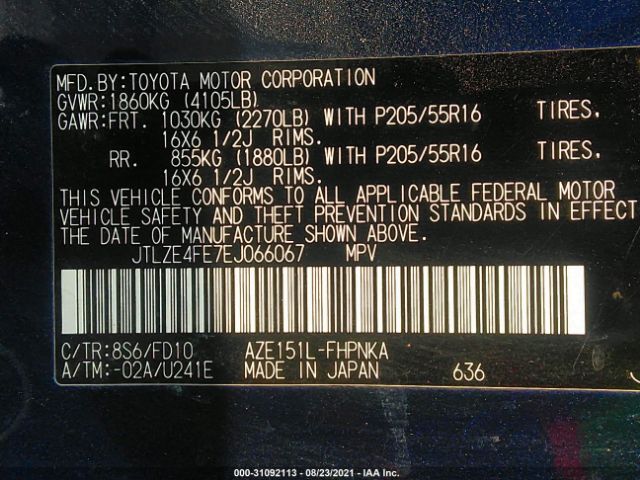 MFD.BY:TOYOTA MOTOR CORPORATION
GVWR:1860KG (4105LB)
GAWR:FRT. 1030KG (2270LB) WITH P205/55R16 TIRES,
16X6 1/2J RIMS.
RR. 855KG (1880LB) WITH P205/55R16 TIRES,
16X6 1/2J RIMS.
THIS VEHICLE CONFORMS TO ALL APPLICABLE FEDERAL MOTOR
VEHICLE SAFETY AND THEFT PREVENTION STANDARDS IN EFFECT
THE DATE OF MANUFACTURE SHOWN ABOVE.
JTLZE4FE7EJ066067 MPV
C/TR:8S6/FD10 AZE151L-FHPNKA
A/TM:-02A/U241E MADE IN JAPAN 636
000-31092113 - 08/23/2021 - IAA Inc.